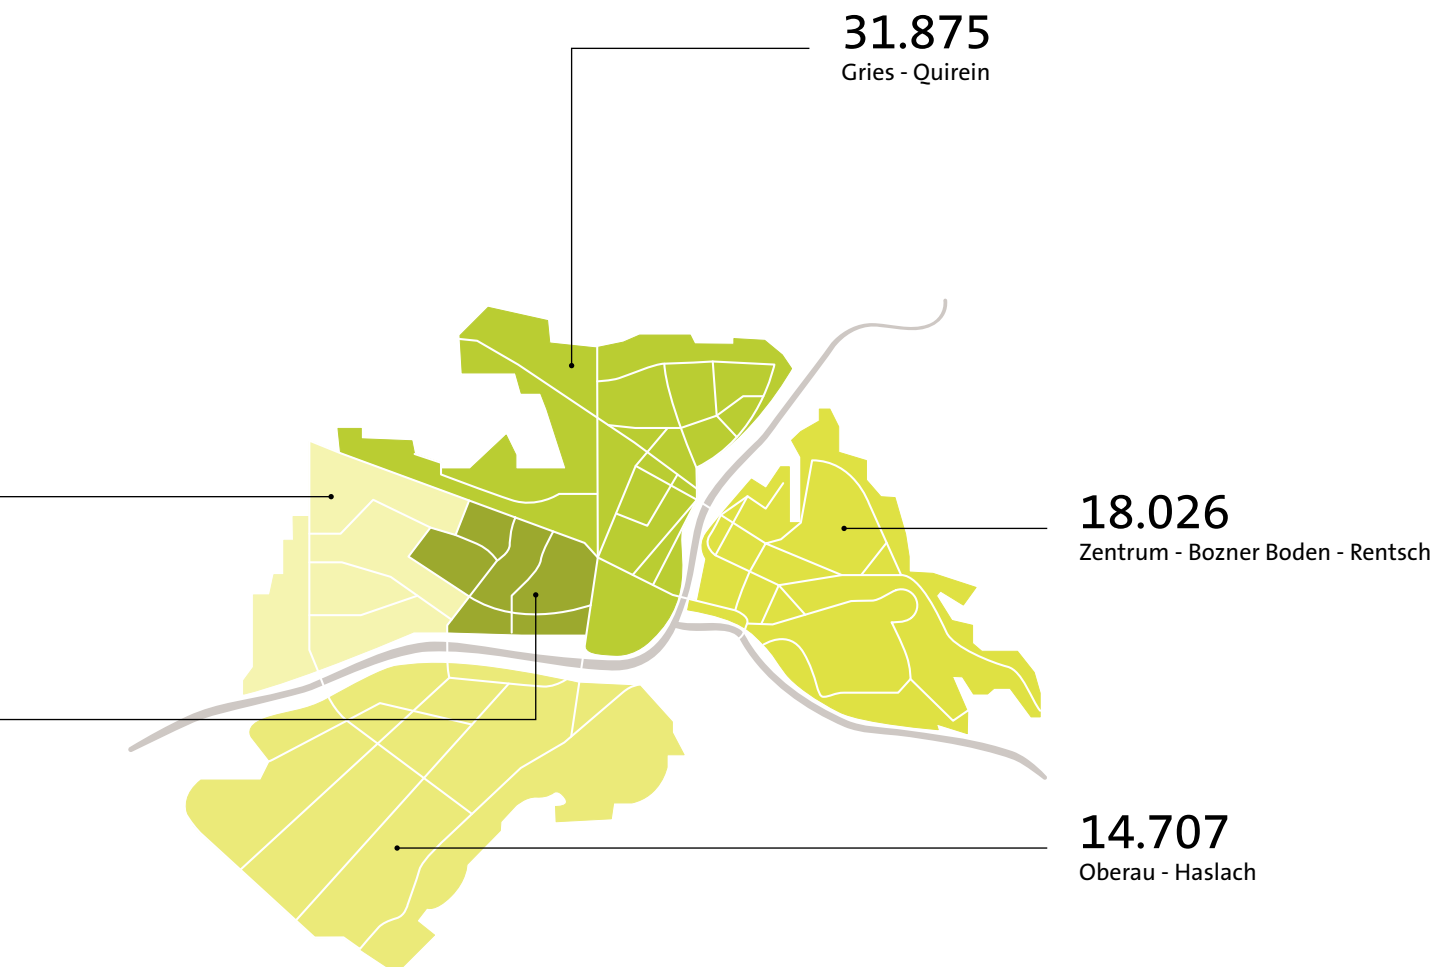 31.875
Gries - Quirein
18.026
Zentrum - Bozner Boden - Rentsch
14.707
Oberau - Haslach